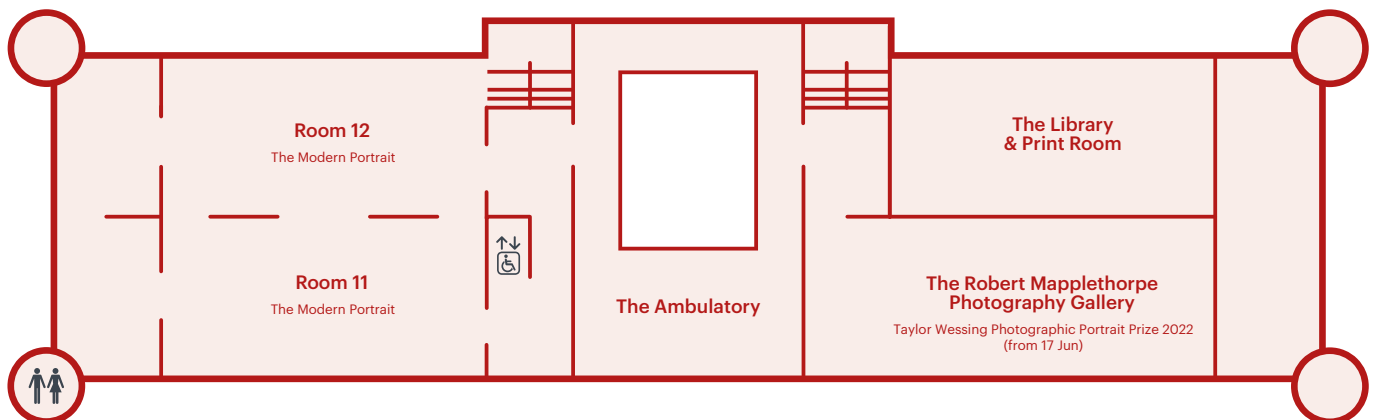 Room 12
The Modern Portrait
Room 11
The Modern Portrait
The Ambulatory
The Library
& Print Room
The Robert Mapplethorpe
Photography Gallery
Taylor Wessing Photographic Portrait Prize 2022
(from 17 Jun)